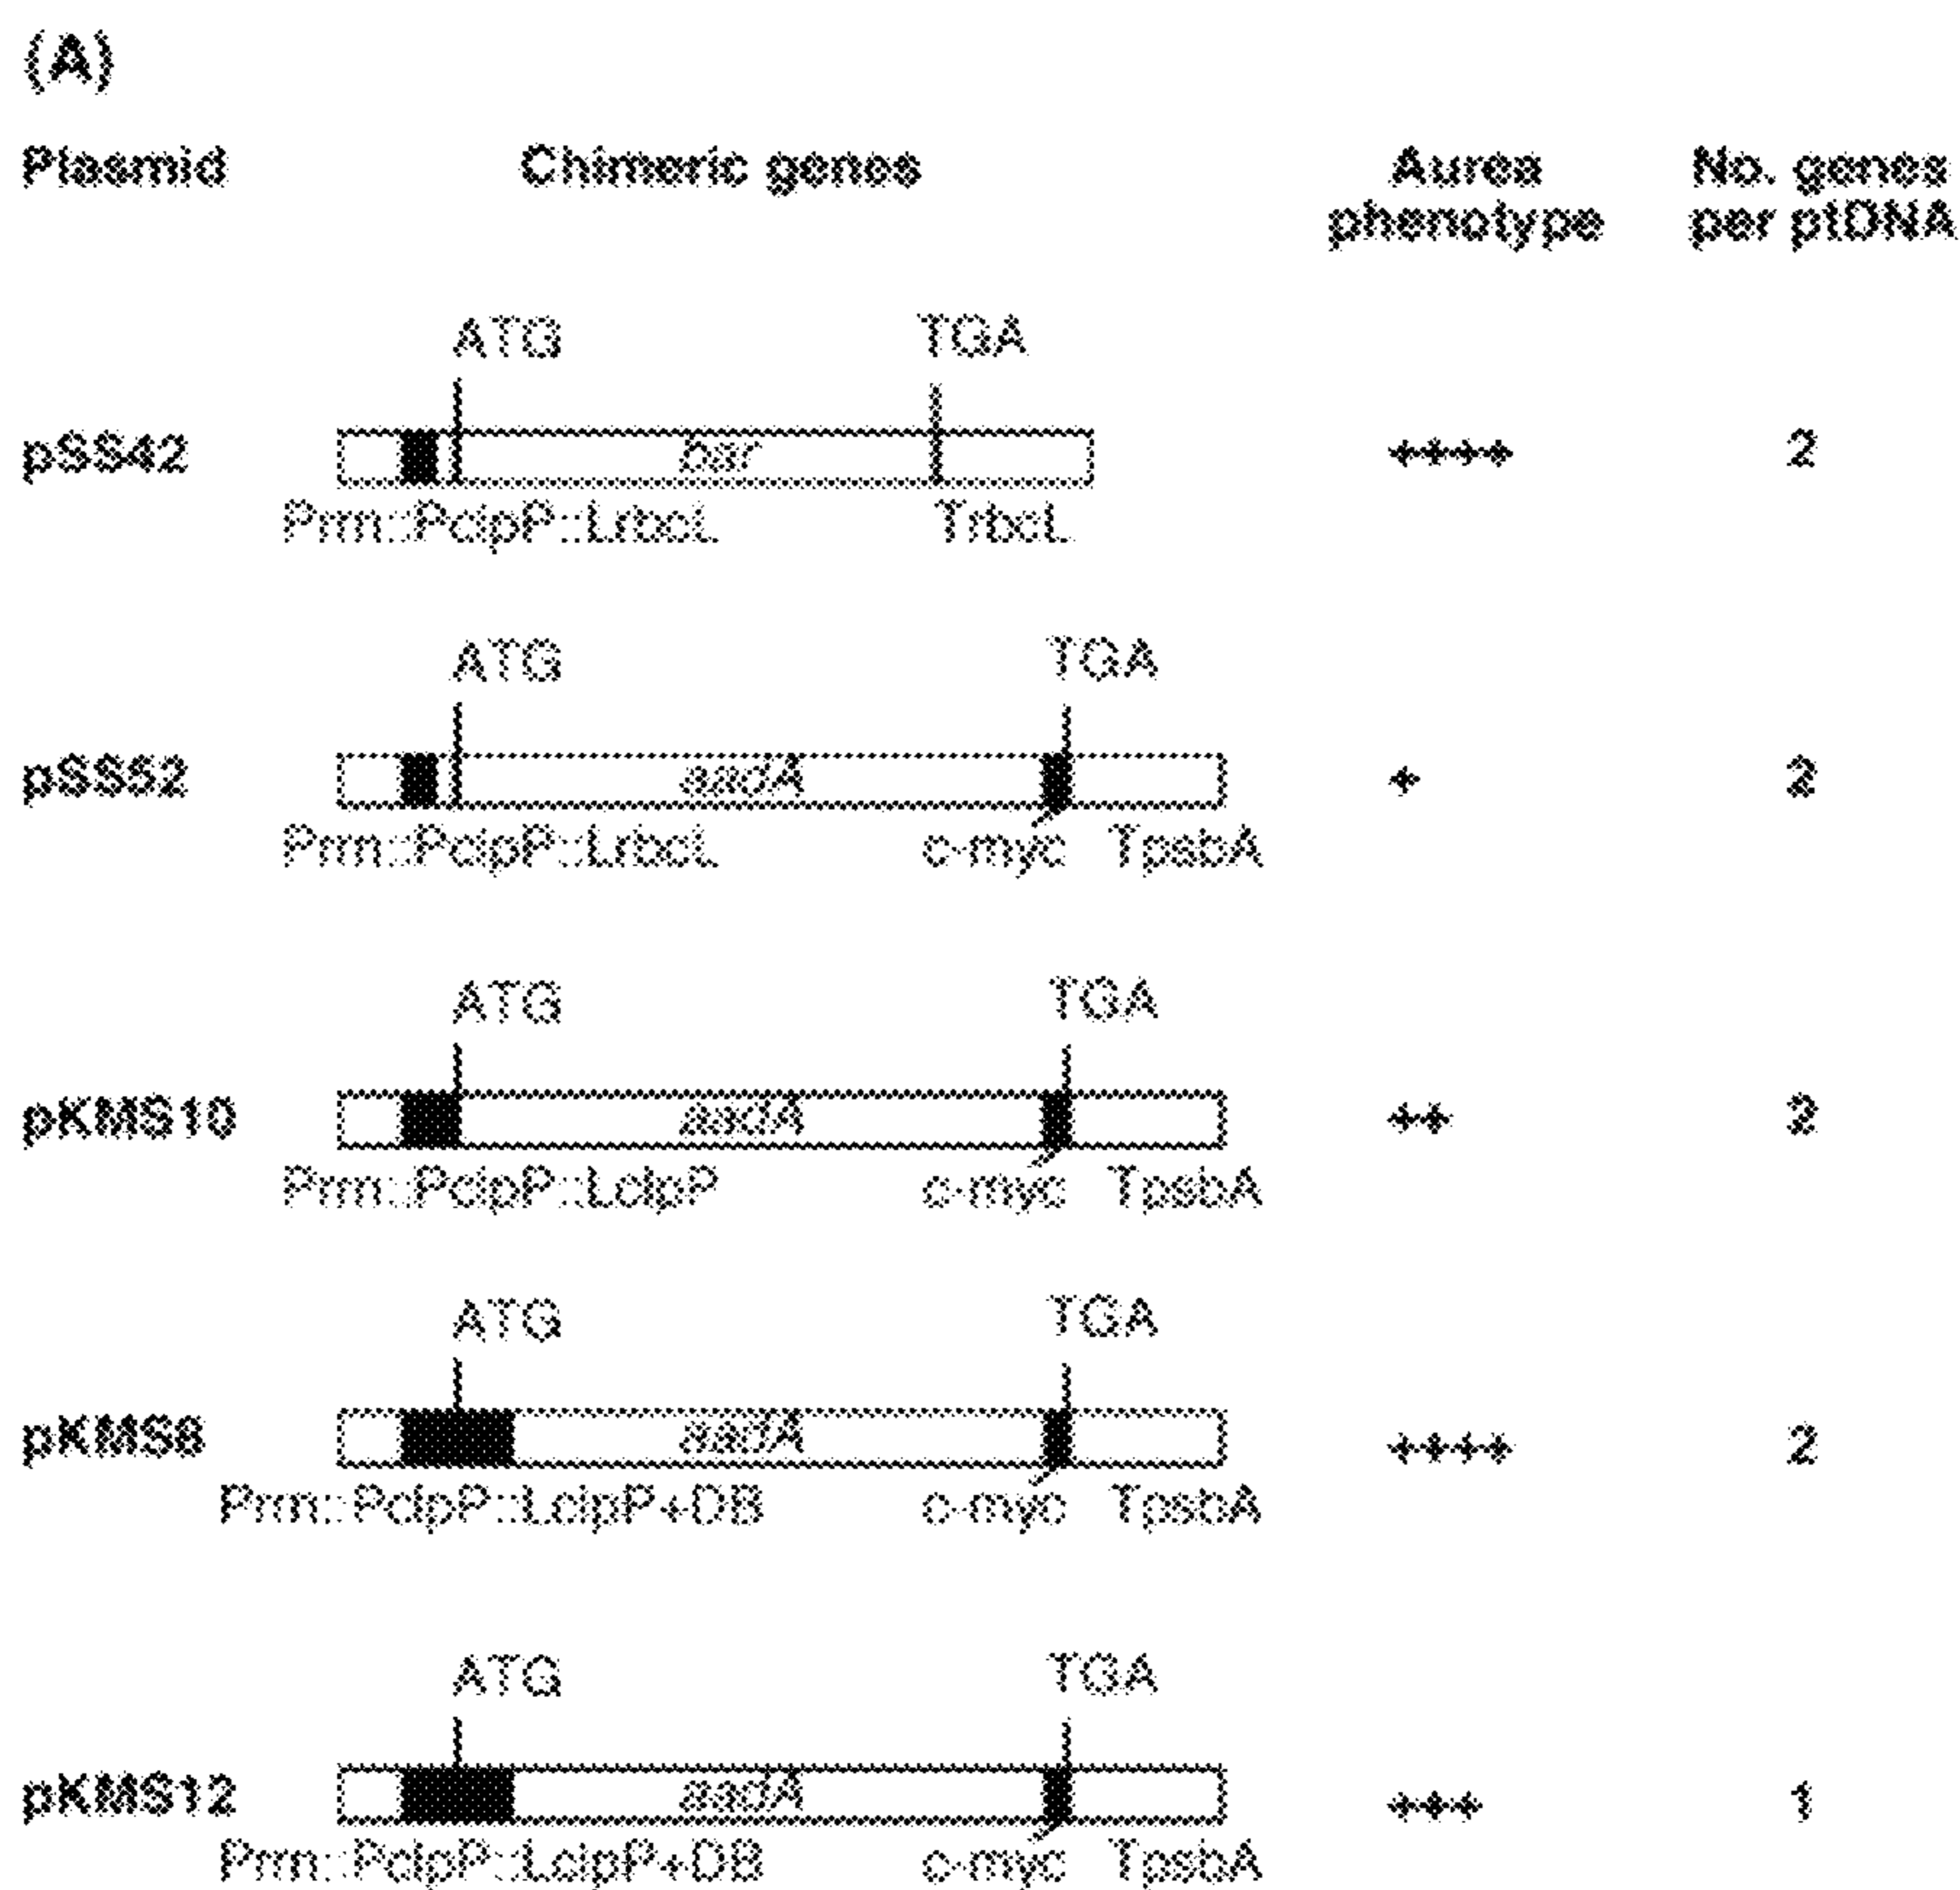 (A)
Plasmid Chimeric genes Aurea phenotype No. genes per ptDNA
ATG TGA
pSS42 bar ++++ 2
Prrn::PclpP::LrbcL TrbcL
ATG TGA
pSS52 aadA + 2
Prrn::PclpP::LrbcL c-myc TpsbA
ATG TGA
pKMS10 aadA ++ 2
Prrn::PclpP::LclpP c-myc TpsbA
ATG TGA
pKMS8 aadA ++++ 2
Prrn::PclpP::LclpP+DB c-myc TpsbA
ATG TGA
pKMS12 aadA +++ 1
Prrn::PclpP::LclpP+DB c-myc TpsbA